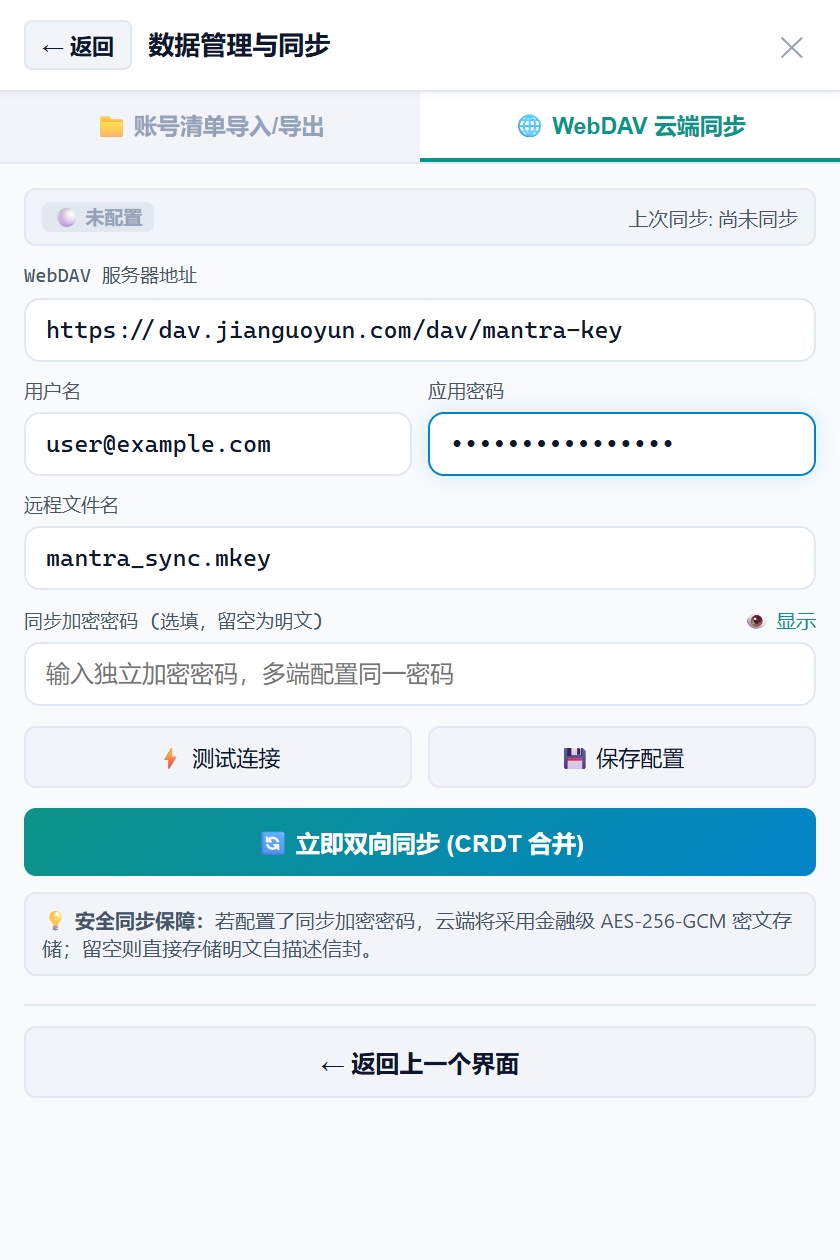 ← 返回 数据管理与同步
账号清单导入/导出 WebDAV 云端同步
未配置 上次同步: 尚未同步
WebDAV 服务器地址
https://dav.jianguoyun.com/dav/mantra-key
用户名 应用密码
user@example.com ••••••••••••••••
远程文件名
mantra_sync.mkey
同步加密密码 (选填，留空为明文) 显示
输入独立加密密码，多端配置同一密码
测试连接 保存配置
立即双向同步 (CRDT 合并)
安全同步保障：若配置了同步加密密码，云端将采用金融级 AES-256-GCM 密文存
储；留空则直接存储明文自描述信封。
← 返回上一个界面